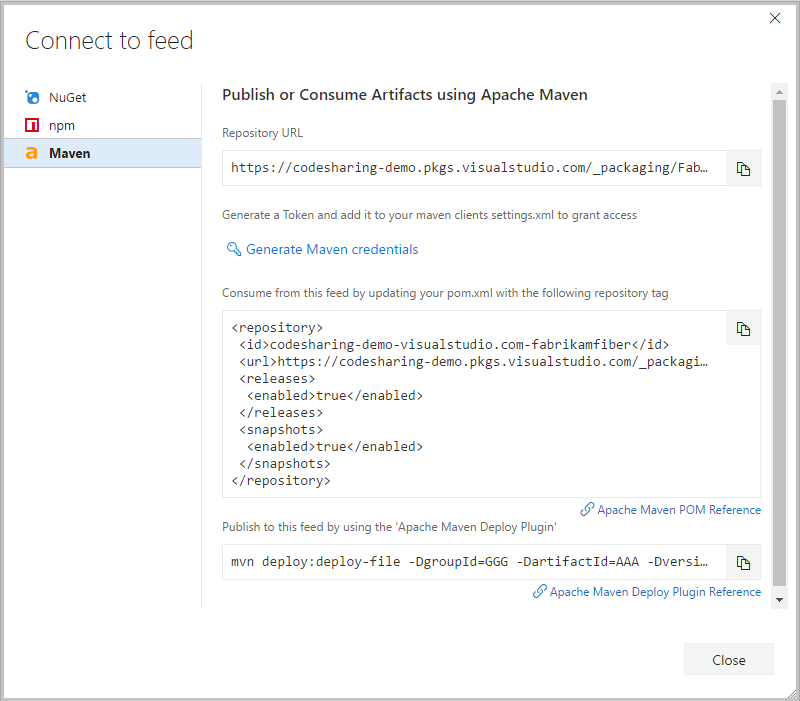 Connect to feed
NuGet
npm
Maven
Publish or Consume Artifacts using Apache Maven
Repository URL
https://codesharing-demo.pkgs.visualstudio.com/_packaging/Fab…
Generate a Token and add it to your maven clients settings.xml to grant access
Generate Maven credentials
Consume from this feed by updating your pom.xml with the following repository tag
<repository>
<id>codesharing-demo-visualstudio.com-fabrikamfiber</id>
<url>https://codesharing-demo.pkgs.visualstudio.com/_packagi…
<releases>
<enabled>true</enabled>
</releases>
<snapshots>
<enabled>true</enabled>
</snapshots>
</repository>
Apache Maven POM Reference
Publish to this feed by using the 'Apache Maven Deploy Plugin'
mvn deploy:deploy-file -DgroupId=GGG -DartifactId=AAA -Dversi…
Apache Maven Deploy Plugin Reference
Close